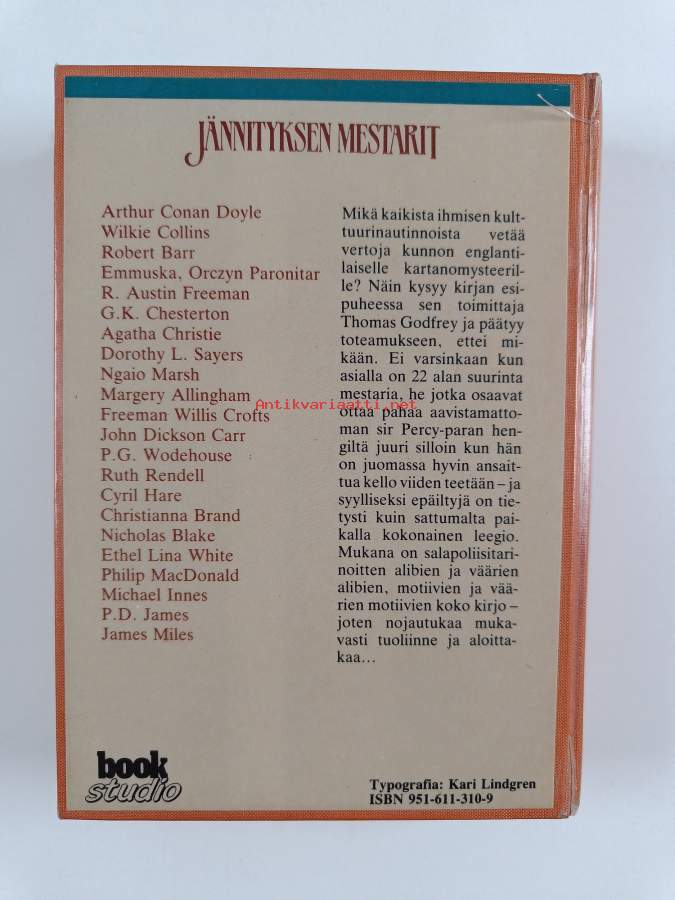 JÄNNITYKSEN MESTARIT
Arthur Conan Doyle
Wilkie Collins
Robert Barr
Emmuska, Orczyn Paronitar
R. Austin Freeman
G.K. Chesterton
Agatha Christie
Dorothy L. Sayers
Ngaio Marsh
Margery Allingham
Freeman Willis Crofts
John Dickson Carr
P.G. Wodehouse
Ruth Rendell
Cyril Hare
Christianna Brand
Nicholas Blake
Ethel Lina White
Philip MacDonald
Michael Innes
P.D. James
James Miles
Mikä kaikista ihmisen kult-
tuurinautinnoista vetää
vertoja kunnon englanti-
laiselle kartanomysteeril-
le? Näin kysyy kirjan esi-
puheessa sen toimittaja
Thomas Godfrey ja päätyy
toteamukseen, ettei mi-
kään. Ei varsinkaan kun
asialla on 22 alan suurinta
mestaria, he jotka osaavat
ottaa pahaa aavistamatto-
man sir Percy-paran hen-
giltä juuri silloin kun hän
on juomassa hyvin ansait-
tua kello viiden teetään – ja
syylliseksi epäiltyjä on tie-
tysti kuin sattumalta pai-
kalla kokonainen leegio.
Mukana on salapoliisitari-
noitten alibien ja väärien
alibien, motiivien ja vää-
rien motiivien koko kirjo –
joten nojautukaa muka-
vasti tuoliinne ja aloitta-
kaa...
Antikvariaatti.net
book
studio
Typografia: Kari Lindgren
ISBN 951-611-310-9